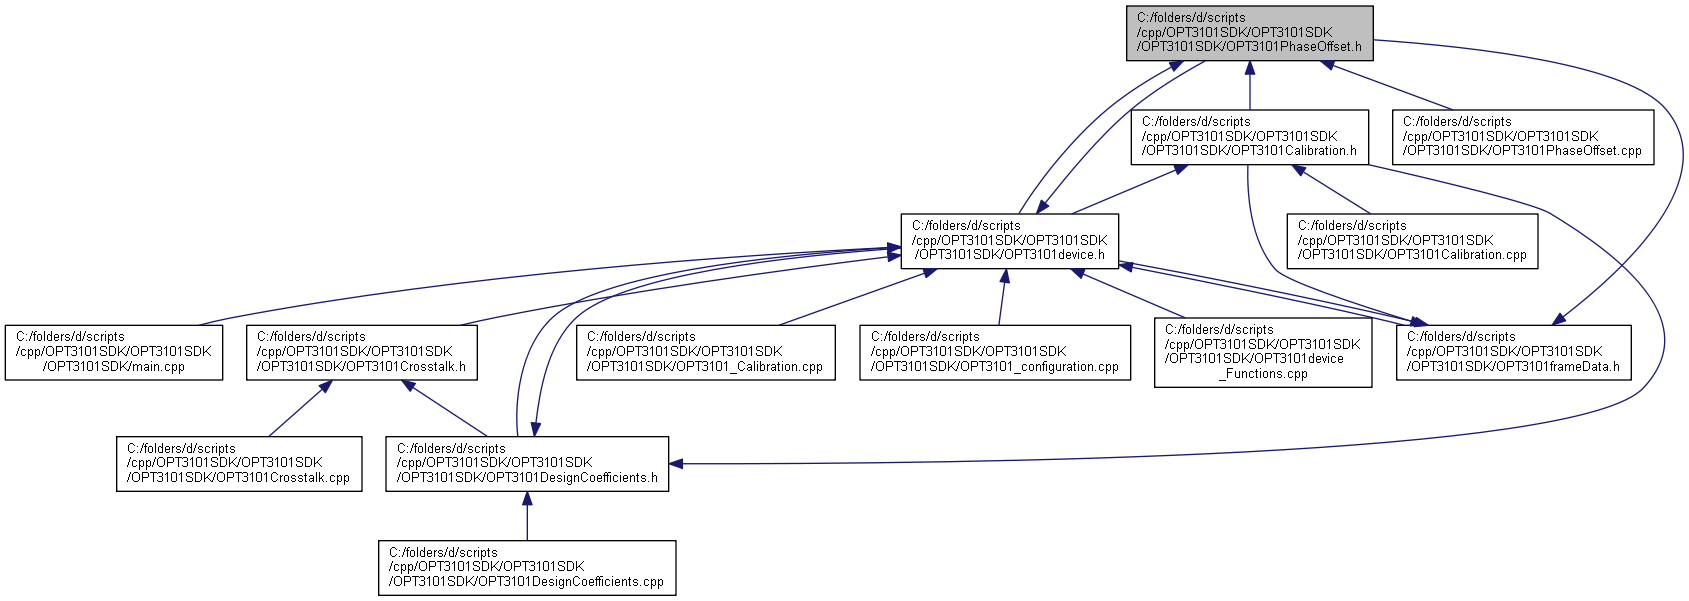 C:/folders/d/scripts
/cpp/OPT3101SDK/OPT3101SDK
/OPT3101SDK/OPT3101PhaseOffset.h
C:/folders/d/scripts
/cpp/OPT3101SDK/OPT3101SDK
/OPT3101SDK/OPT3101Calibration.h
C:/folders/d/scripts
/cpp/OPT3101SDK/OPT3101SDK
/OPT3101SDK/OPT3101PhaseOffset.cpp
C:/folders/d/scripts
/cpp/OPT3101SDK/OPT3101SDK
/OPT3101SDK/OPT3101device.h
C:/folders/d/scripts
/cpp/OPT3101SDK/OPT3101SDK
/OPT3101SDK/OPT3101Calibration.cpp
C:/folders/d/scripts
/cpp/OPT3101SDK/OPT3101SDK
/OPT3101SDK/main.cpp
C:/folders/d/scripts
/cpp/OPT3101SDK/OPT3101SDK
/OPT3101SDK/OPT3101Crosstalk.h
C:/folders/d/scripts
/cpp/OPT3101SDK/OPT3101SDK
/OPT3101SDK/OPT3101_Calibration.cpp
C:/folders/d/scripts
/cpp/OPT3101SDK/OPT3101SDK
/OPT3101SDK/OPT3101_configuration.cpp
C:/folders/d/scripts
/cpp/OPT3101SDK/OPT3101SDK
/OPT3101SDK/OPT3101device
_Functions.cpp
C:/folders/d/scripts
/cpp/OPT3101SDK/OPT3101SDK
/OPT3101SDK/OPT3101frameData.h
C:/folders/d/scripts
/cpp/OPT3101SDK/OPT3101SDK
/OPT3101SDK/OPT3101Crosstalk.cpp
C:/folders/d/scripts
/cpp/OPT3101SDK/OPT3101SDK
/OPT3101SDK/OPT3101DesignCoefficients.h
C:/folders/d/scripts
/cpp/OPT3101SDK/OPT3101SDK
/OPT3101SDK/OPT3101DesignCoefficients.cpp